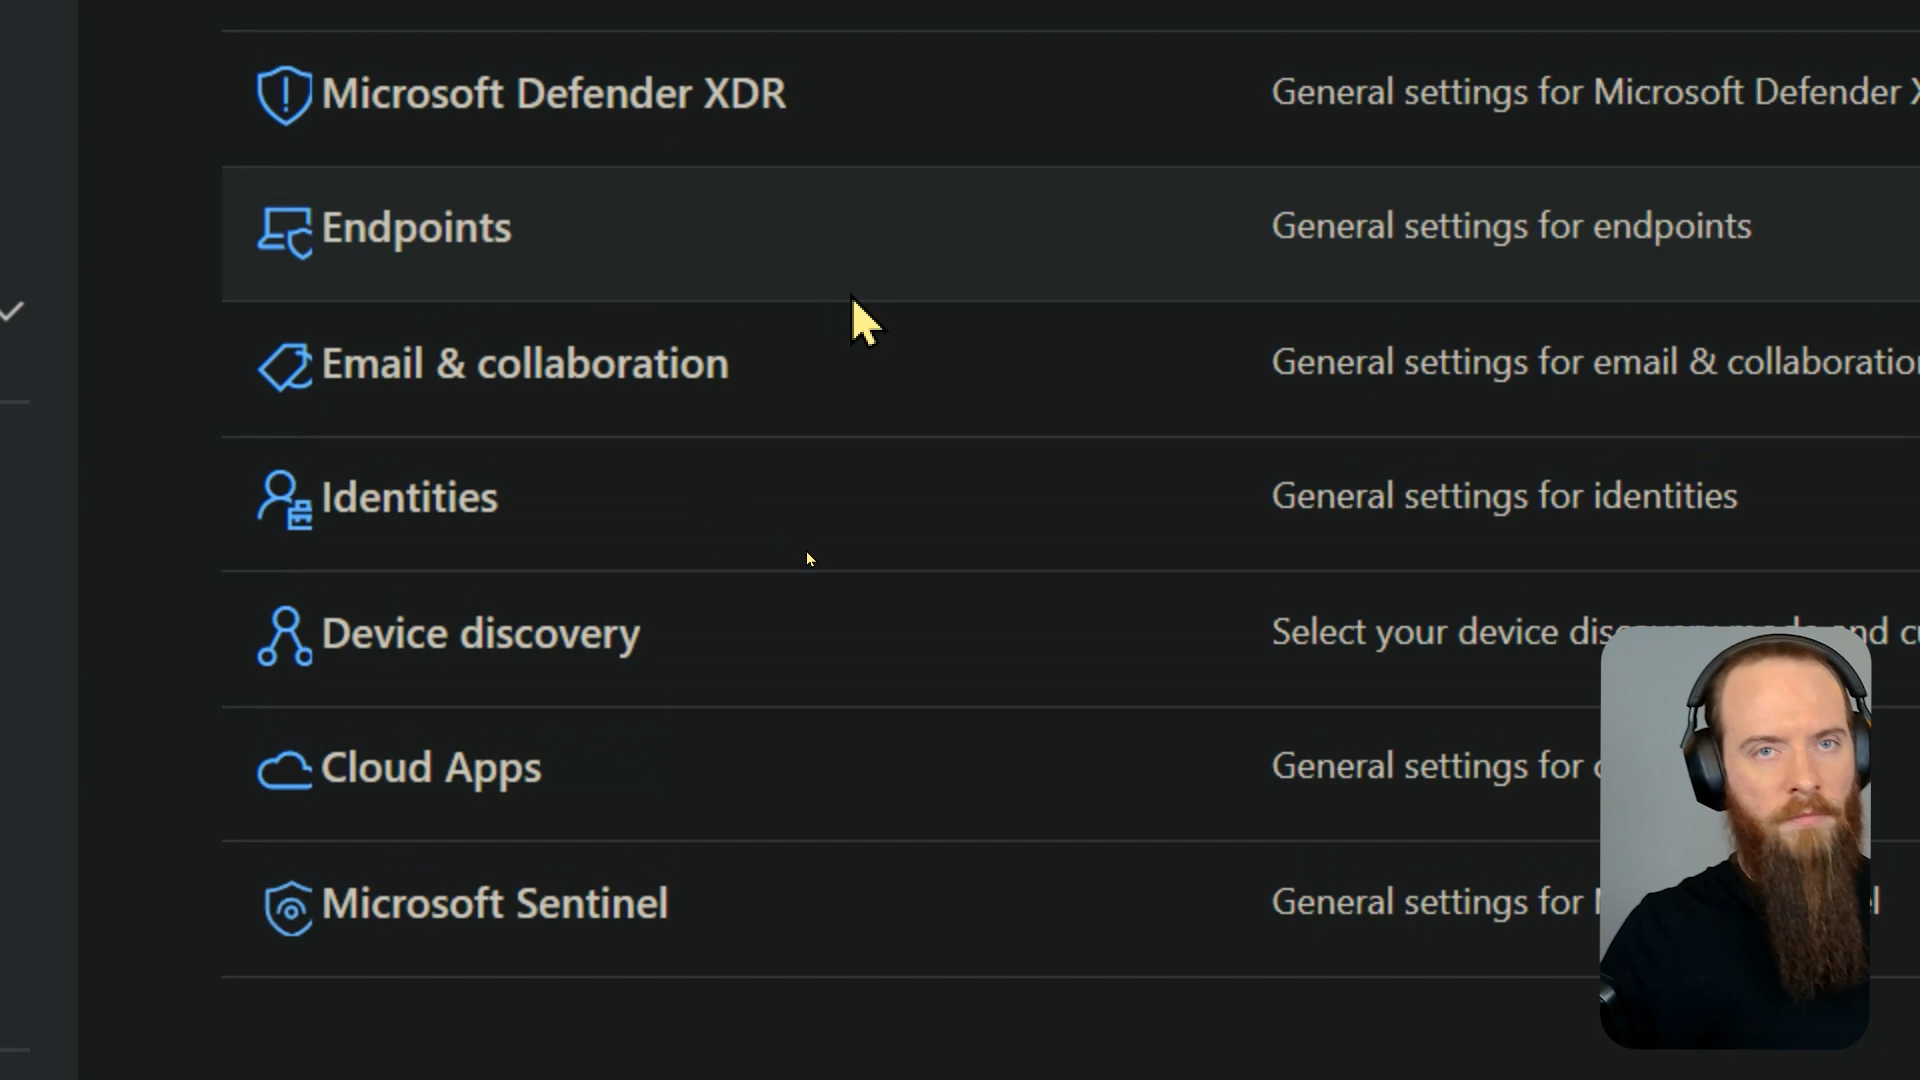 Microsoft Defender XDR General settings for Microsoft Defender
Endpoints General settings for endpoints
Email & collaboration General settings for email &
Identities General settings for identities
Device discovery Select your device
Cloud Apps General settings for
Microsoft Sentinel General settings for